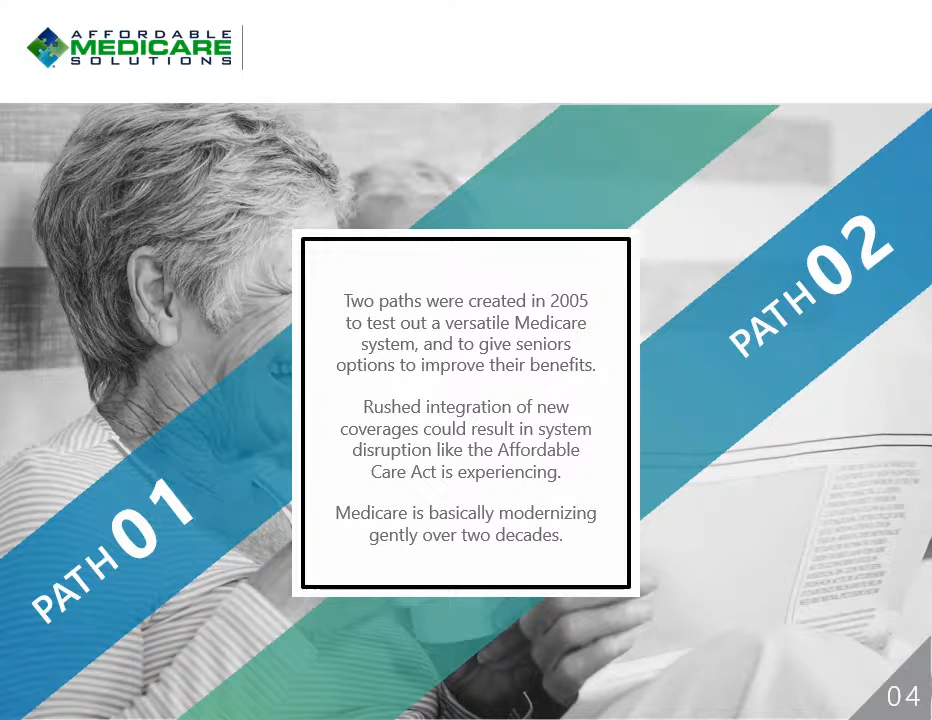 AFFORDABLE
MEDICARE
SOLUTIONS
PATH 02
Two paths were created in 2005
to test out a versatile Medicare
system, and to give seniors
options to improve their benefits.
Rushed integration of new
coverages could result in system
disruption like the Affordable
Care Act is experiencing.
Medicare is basically modernizing
gently over two decades.
PATH 01
04